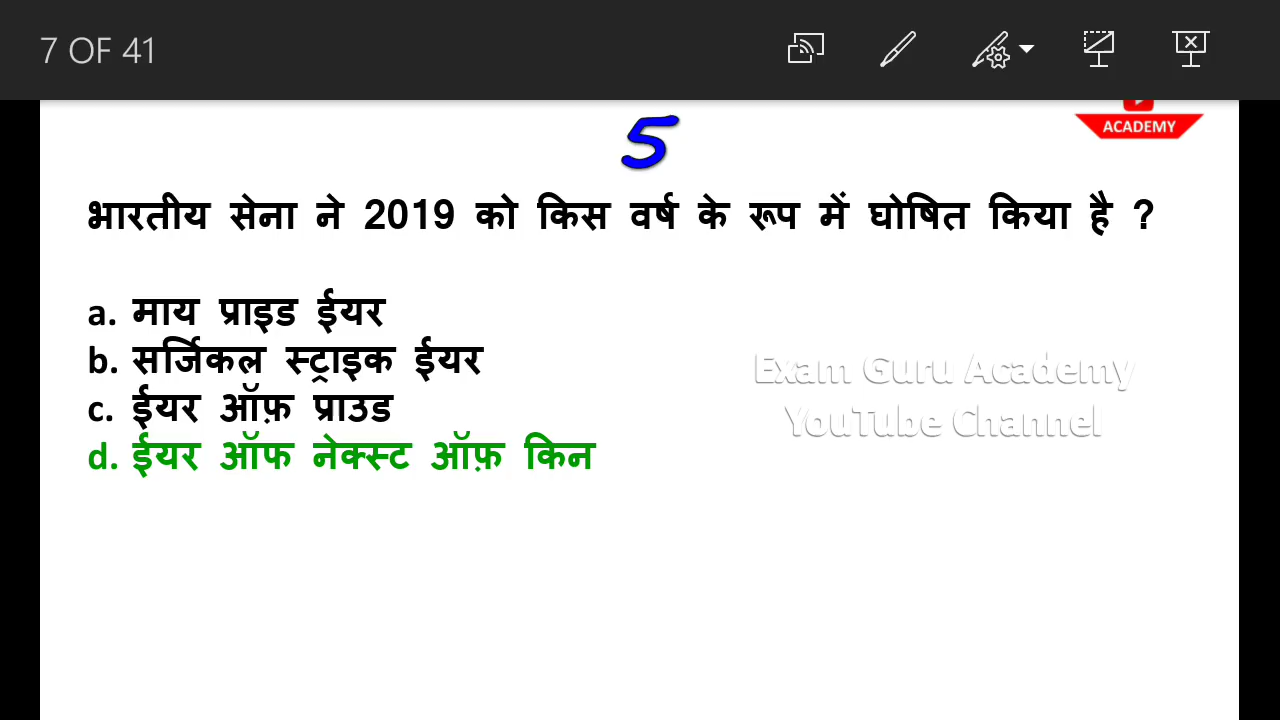 7 OF 41
ACADEMY
5
भारतीय सेना ने 2019 को किस वर्ष के रूप में घोषित किया है ?
a. माय प्राइड ईयर
b. सर्जिकल स्ट्राइक ईयर
c. ईयर ऑफ़ प्राउड
d. ईयर ऑफ नेक्स्ट ऑफ़ किन
Exam Guru Academy
YouTube Channel